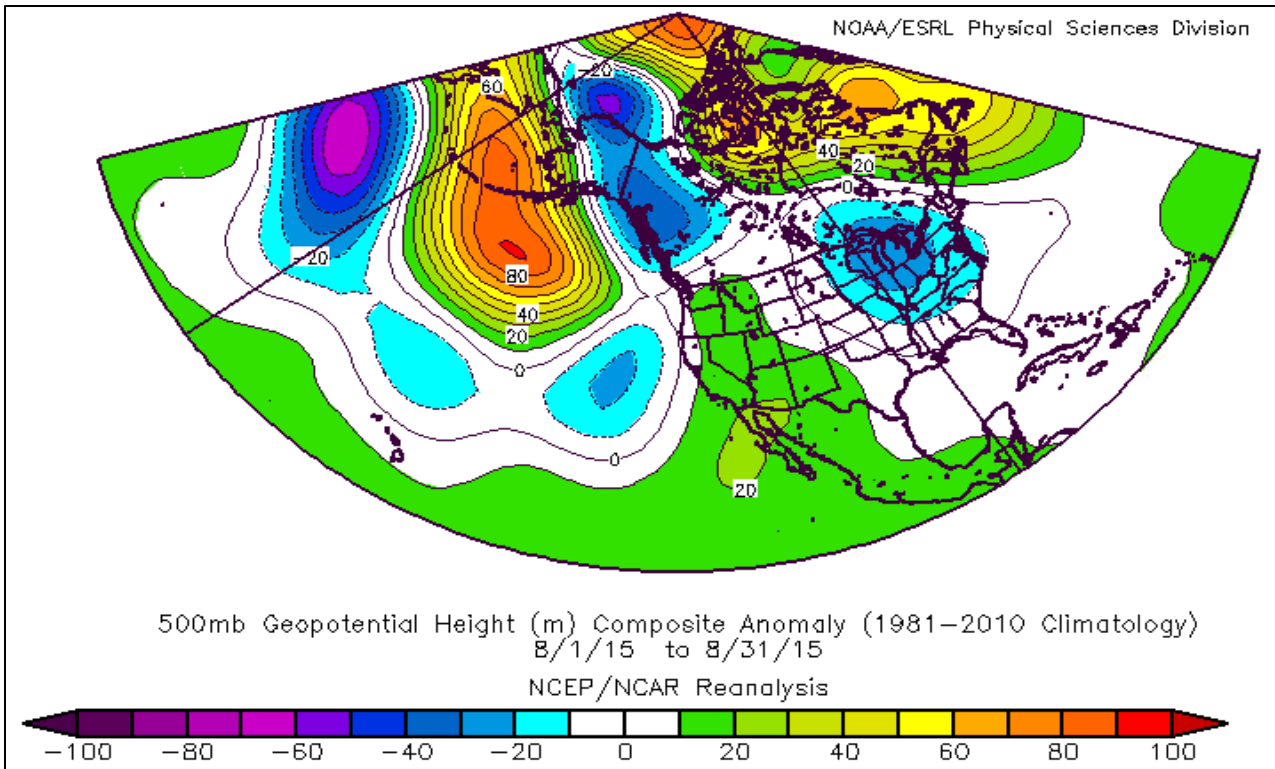 NOAA/ESRL Physical Sciences Division
60
-20
40
20
0
-20
80
40
20
0
0
20
500mb Geopotential Height (m) Composite Anomaly (1981-2010 Climatology)
8/1/15 to 8/31/15
NCEP/NCAR Reanalysis
-100 -80 -60 -40 -20 0 20 40 60 80 100